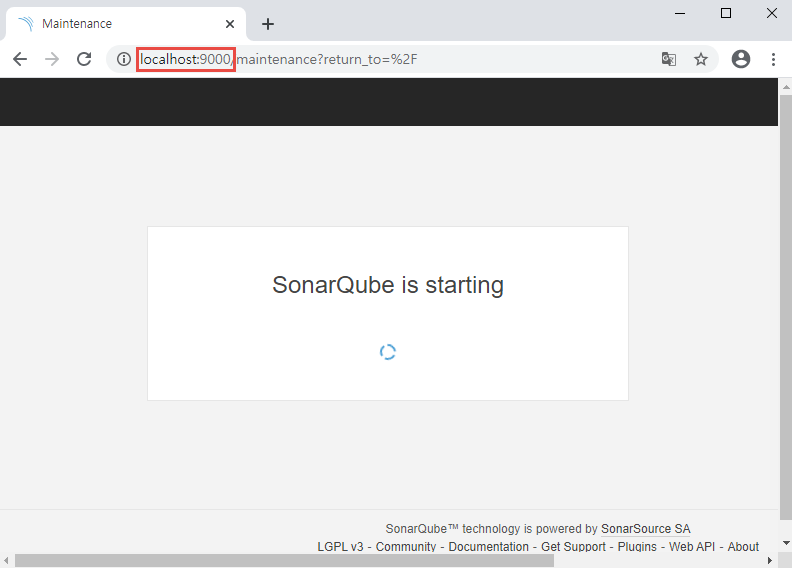 Maintenance
localhost:9000/maintenance?return_to=%2F
SonarQube is starting
SonarQube™ technology is powered by SonarSource SA
LGPL v3 - Community - Documentation - Get Support - Plugins - Web API - About